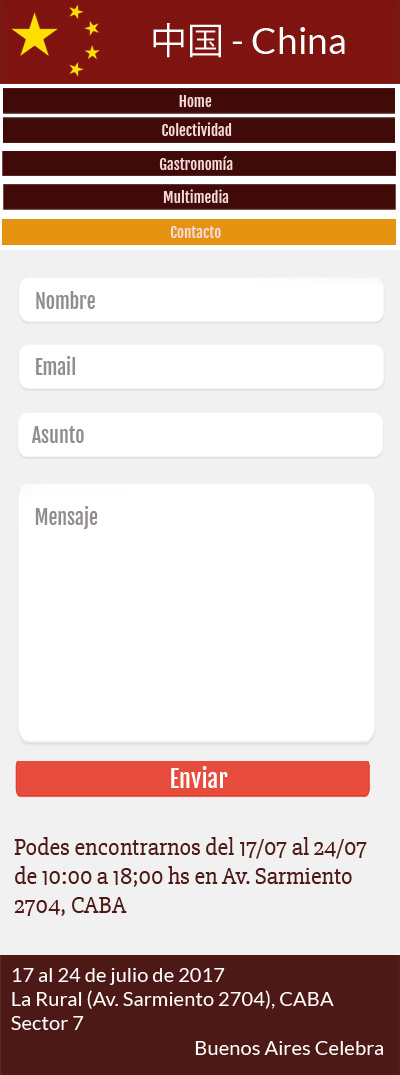 中国 - China
Home
Colectividad
Gastronomía
Multimedia
Contacto
Nombre
Email
Asunto
Mensaje
Enviar
Podes encontrarnos del 17/07 al 24/07
de 10:00 a 18;00 hs en Av. Sarmiento
2704, CABA
17 al 24 de julio de 2017
La Rural (Av. Sarmiento 2704), CABA
Sector 7
Buenos Aires Celebra